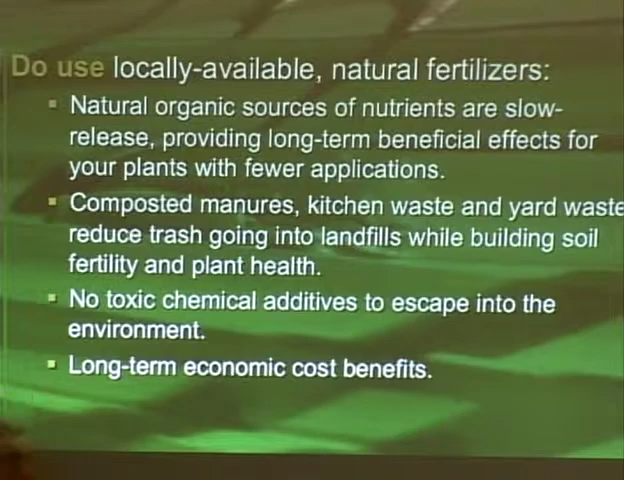 Do use locally-available, natural fertilizers:
Natural organic sources of nutrients are slow-
release, providing long-term beneficial effects for
your plants with fewer applications.
Composted manures, kitchen waste and yard waste
reduce trash going into landfills while building soil
fertility and plant health.
No toxic chemical additives to escape into the
environment.
Long-term economic cost benefits.